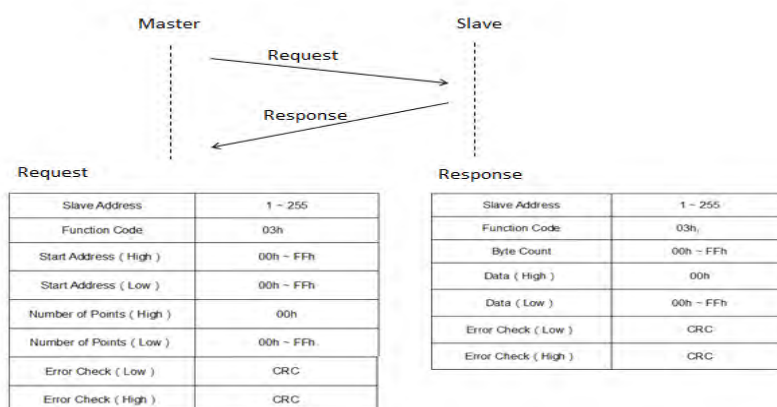 Master Slave
Request
Response
Request
Slave Address 1 ~ 255
Function Code 03h
Start Address ( High ) 00h ~ FFh
Start Address ( Low ) 00h ~ FFh
Number of Points ( High ) 00h
Number of Points ( Low ) 00h ~ FFh
Error Check ( Low ) CRC
Error Check ( High ) CRC
Response
Slave Address 1 ~ 255
Function Code 03h,
Byte Count 00h ~ FFh
Data ( High ) 00h
Data ( Low ) 00h ~ FFh
Error Check ( Low ) CRC
Error Check ( High ) CRC